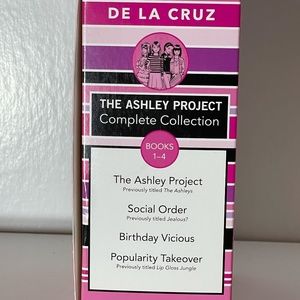 DE LA CRUZ
THE ASHLEY PROJECT
Complete Collection
BOOKS
1–4
The Ashley Project
Previously titled The Ashleys
Social Order
Previously titled Jealous?
Birthday Vicious
Popularity Takeover
Previously titled Lip Gloss Jungle